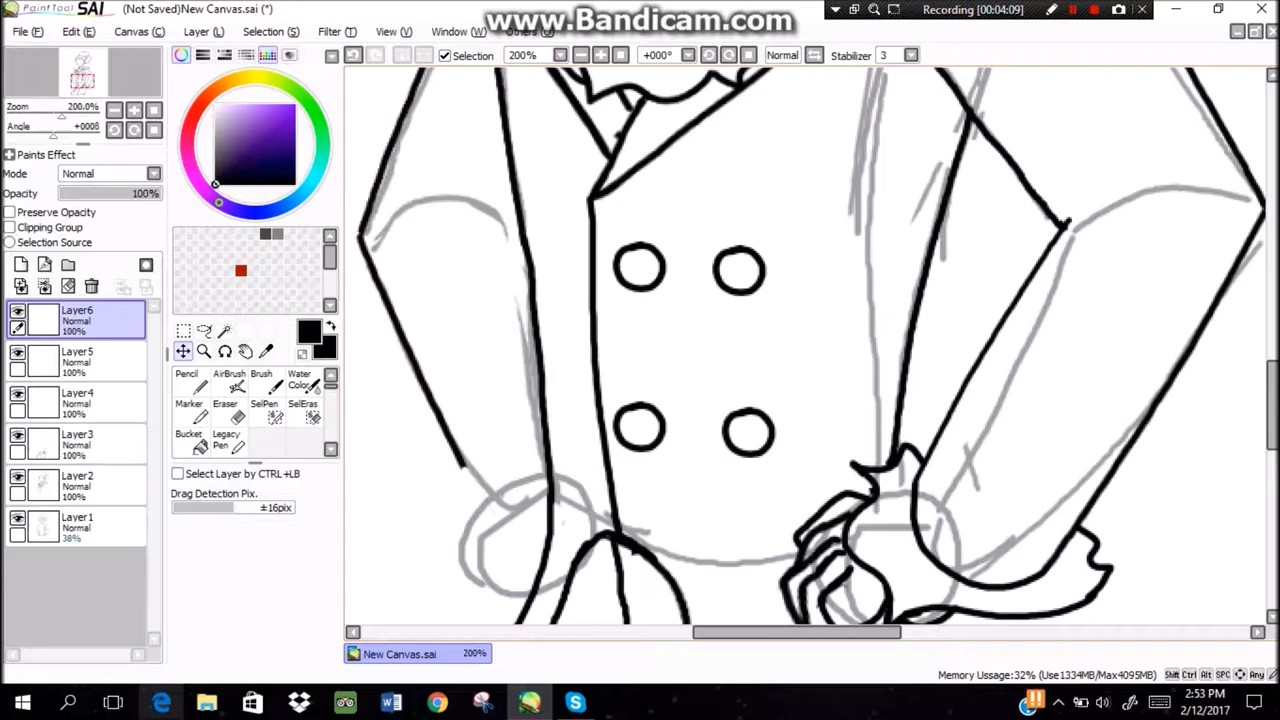 PaintTool SAI (Not Saved)New Canvas.sai (*)
www.Bandicam.com
Recording [00:04:09]
File (F) Edit (E) Canvas (C) Layer (L) Selection (S) Filter (T) View (V) Window (W) Others (O)
Selection 200% +000° Normal Stabilizer 3
Zoom 200.0%
Angle +000δ
Paints Effect
Mode Normal
Opacity 100%
Preserve Opacity
Clipping Group
Selection Source
Layer6
Normal
100%
Layer5
Normal
100%
Layer4
Normal
100%
Layer3
Normal
100%
Layer2
Normal
100%
Layer1
Normal
38%
Pencil AirBrush Brush Water Color
Marker Eraser SelPen SelEras
Bucket Legacy Pen
Select Layer by CTRL+LB
Drag Detection Pix.
±16pix
New Canvas.sai 200%
Memory Usage:32% (Use1334MB/Max4095MB) Shift Ctrl Alt SPC Any
2:53 PM
2/12/2017